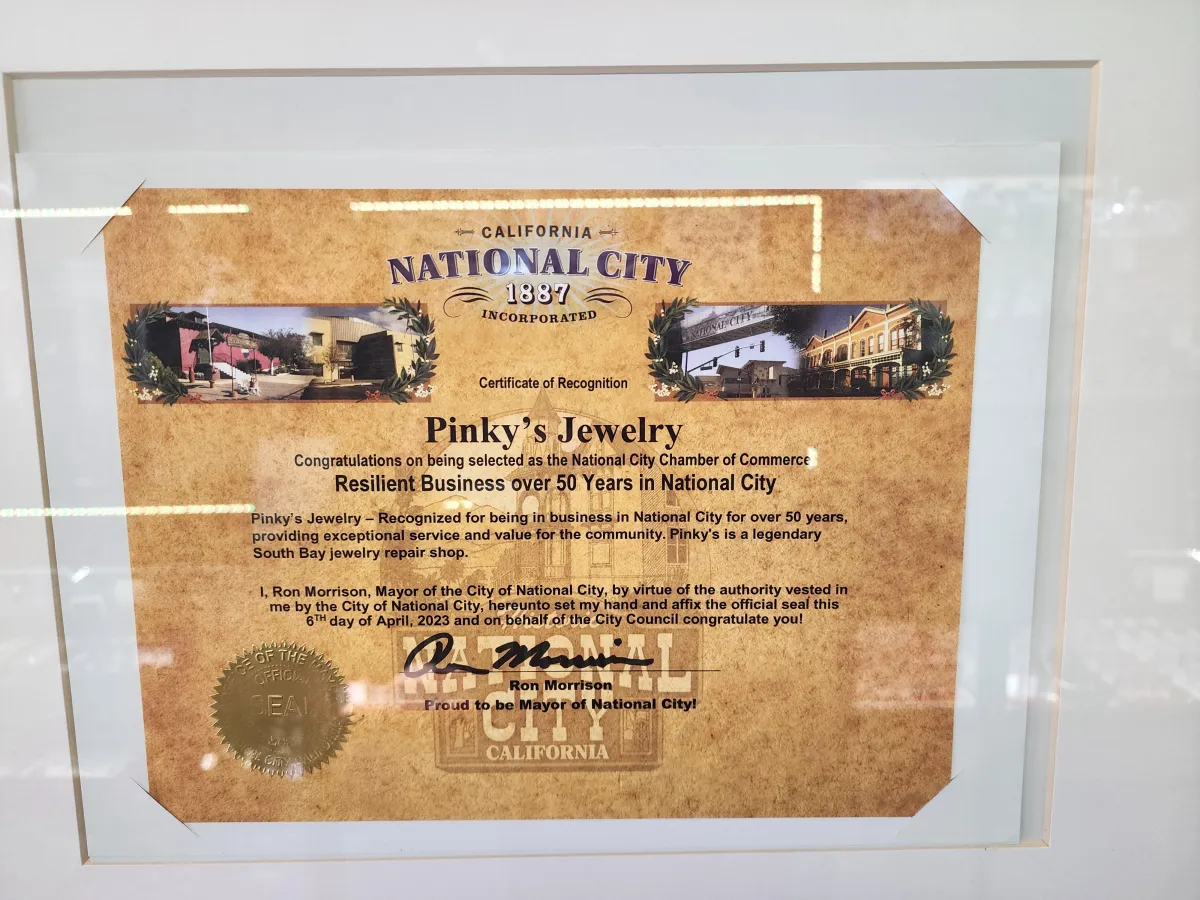 CALIFORNIA
NATIONAL CITY
1887
INCORPORATED
NATIONAL CITY
Certificate of Recognition
Pinky's Jewelry
Congratulations on being selected as the National City Chamber of Commerce
Resilient Business over 50 Years in National City
Pinky's Jewelry – Recognized for being in business in National City for over 50 years,
providing exceptional service and value for the community. Pinky's is a legendary
South Bay jewelry repair shop.
I, Ron Morrison, Mayor of the City of National City, by virtue of the authority vested in
me by the City of National City, hereunto set my hand and affix the official seal this
6TH day of April, 2023 and on behalf of the City Council congratulate you!
Ron Morrison
Proud to be Mayor of National City!
NATIONAL
CITY
CALIFORNIA
OF THE
OFFICIAL
SEAL